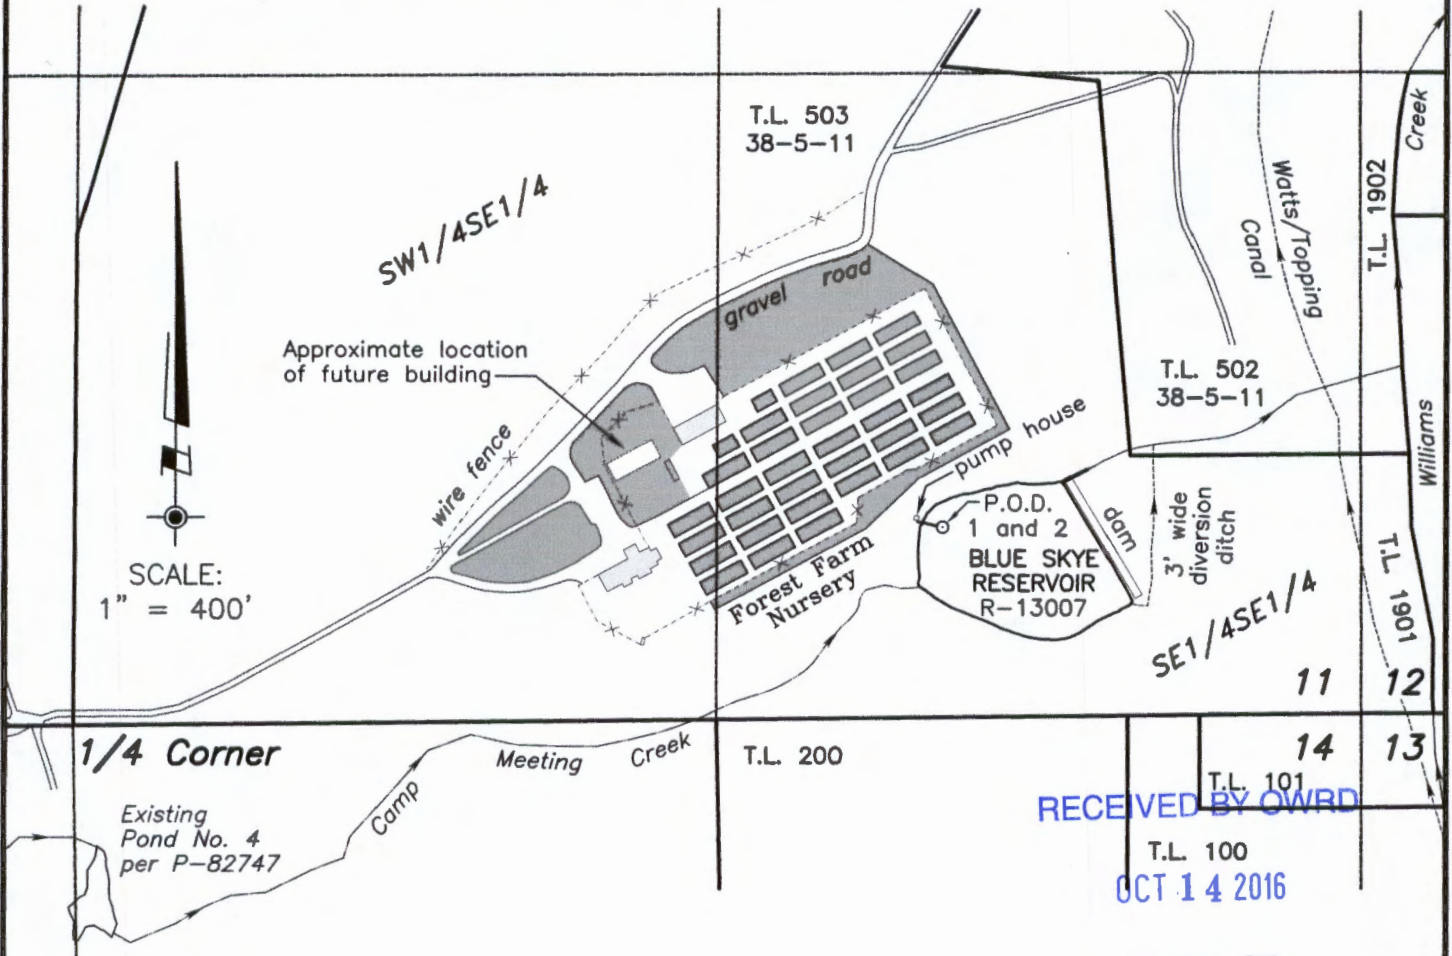 T.L. 503
38-5-11
SW1/4SE1/4
Creek
T.L. 1902
Watts/Topping
Canal
gravel road
Approximate location
of future building
T.L. 502
38-5-11
wire fence
pump house
Williams
P.O.D.
1 and 2
BLUE SKYE
RESERVOIR
R-13007
dam
3' wide
diversion
ditch
SCALE:
1" = 400'
Forest Farm
Nursery
T.L. 1901
SE1/4SE1/4
11 12
1/4 Corner
Camp Meeting Creek
T.L. 200
14 13
T.L. 101
RECEIVED BY OWRD
Existing
Pond No. 4
per P-82747
T.L. 100
OCT 14 2016